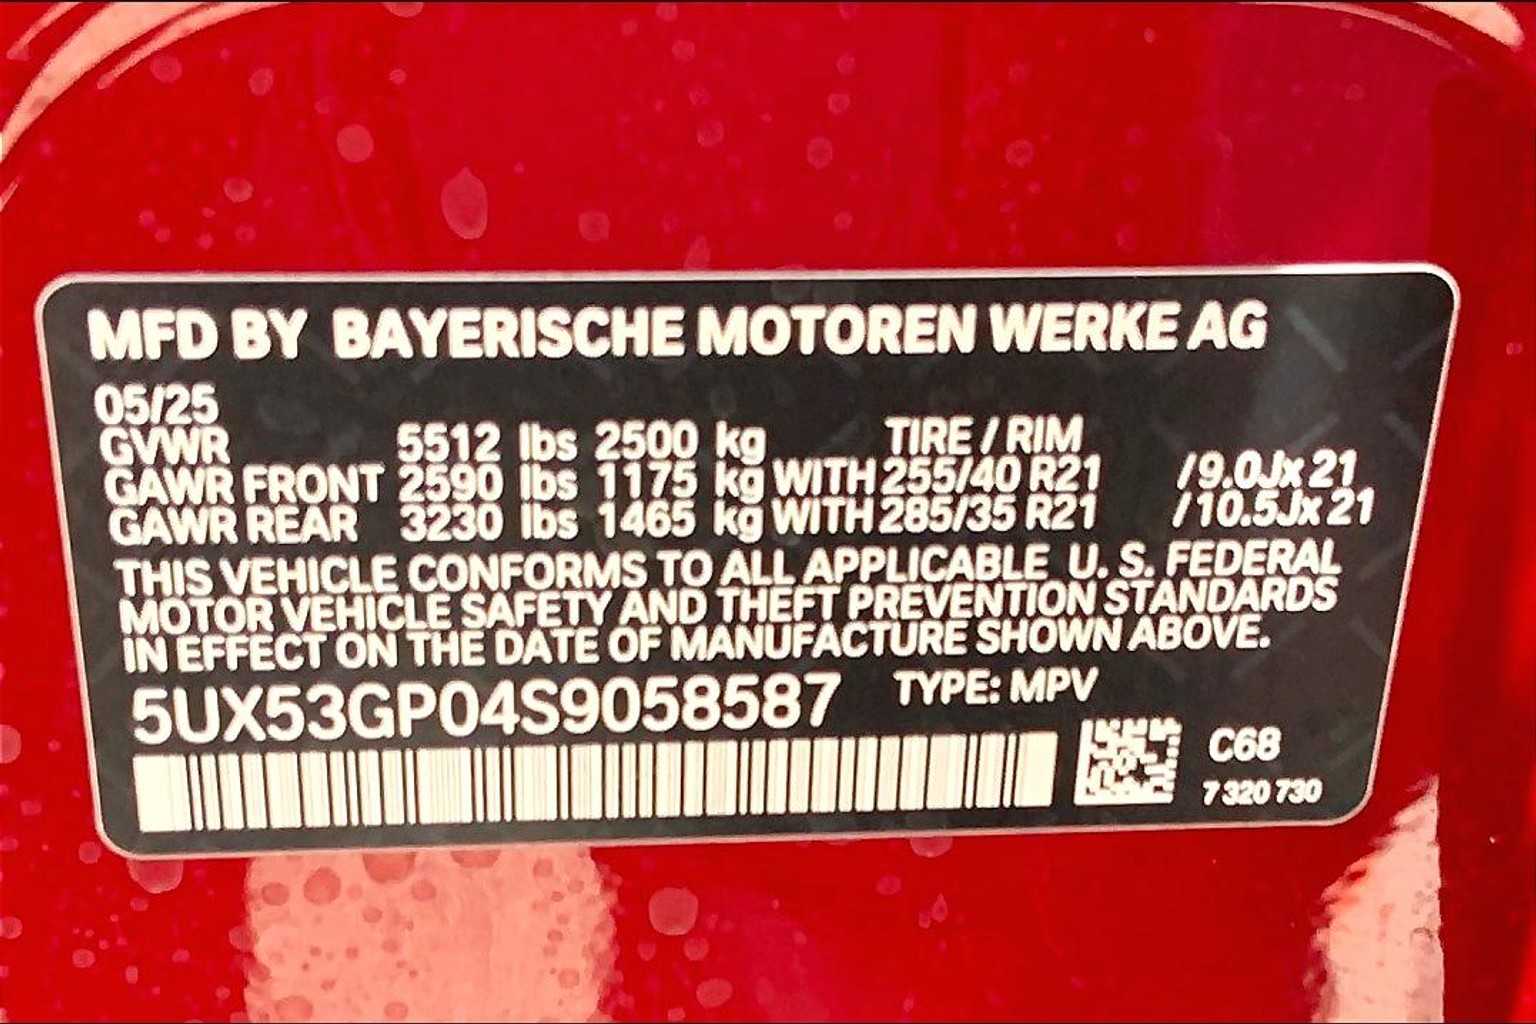 MFD BY BAYERISCHE MOTOREN WERKE AG
05/25
GVWR 5512 lbs 2500 kg TIRE / RIM
GAWR FRONT 2590 lbs 1175 kg WITH 255/40 R21 /9.0Jx21
GAWR REAR 3230 lbs 1465 kg WITH 285/35 R21 /10.5Jx21
THIS VEHICLE CONFORMS TO ALL APPLICABLE U. S. FEDERAL
MOTOR VEHICLE SAFETY AND THEFT PREVENTION STANDARDS
IN EFFECT ON THE DATE OF MANUFACTURE SHOWN ABOVE.
5UX53GP04S9058587 TYPE: MPV
C68
7 320 730